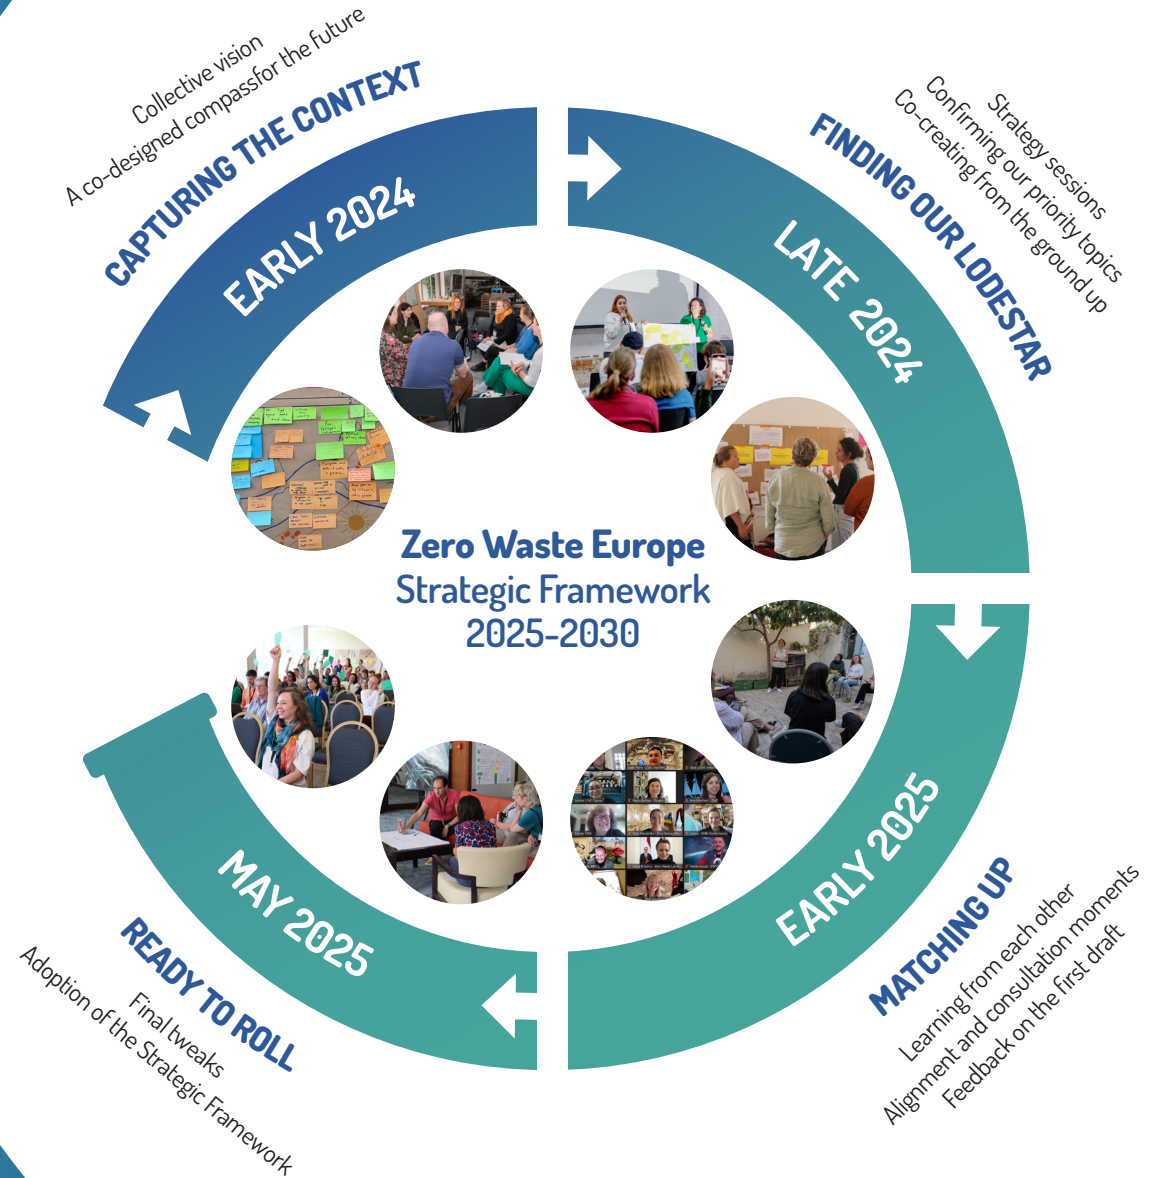 Collective vision
A co-designed compassfor the future
CAPTURING THE CONTEXT
EARLY 2024
Strategy sessions
Confirming our priority topics
Co-creating from the ground up
FINDING OUR LODESTAR
LATE 2024
Zero Waste Europe
Strategic Framework
2025-2030
EARLY 2025
MATCHING UP
Learning from each other
Alignment and consultation moments
Feedback on the first draft
MAY 2025
READY TO ROLL
Final tweaks
Adoption of the Strategic Framework